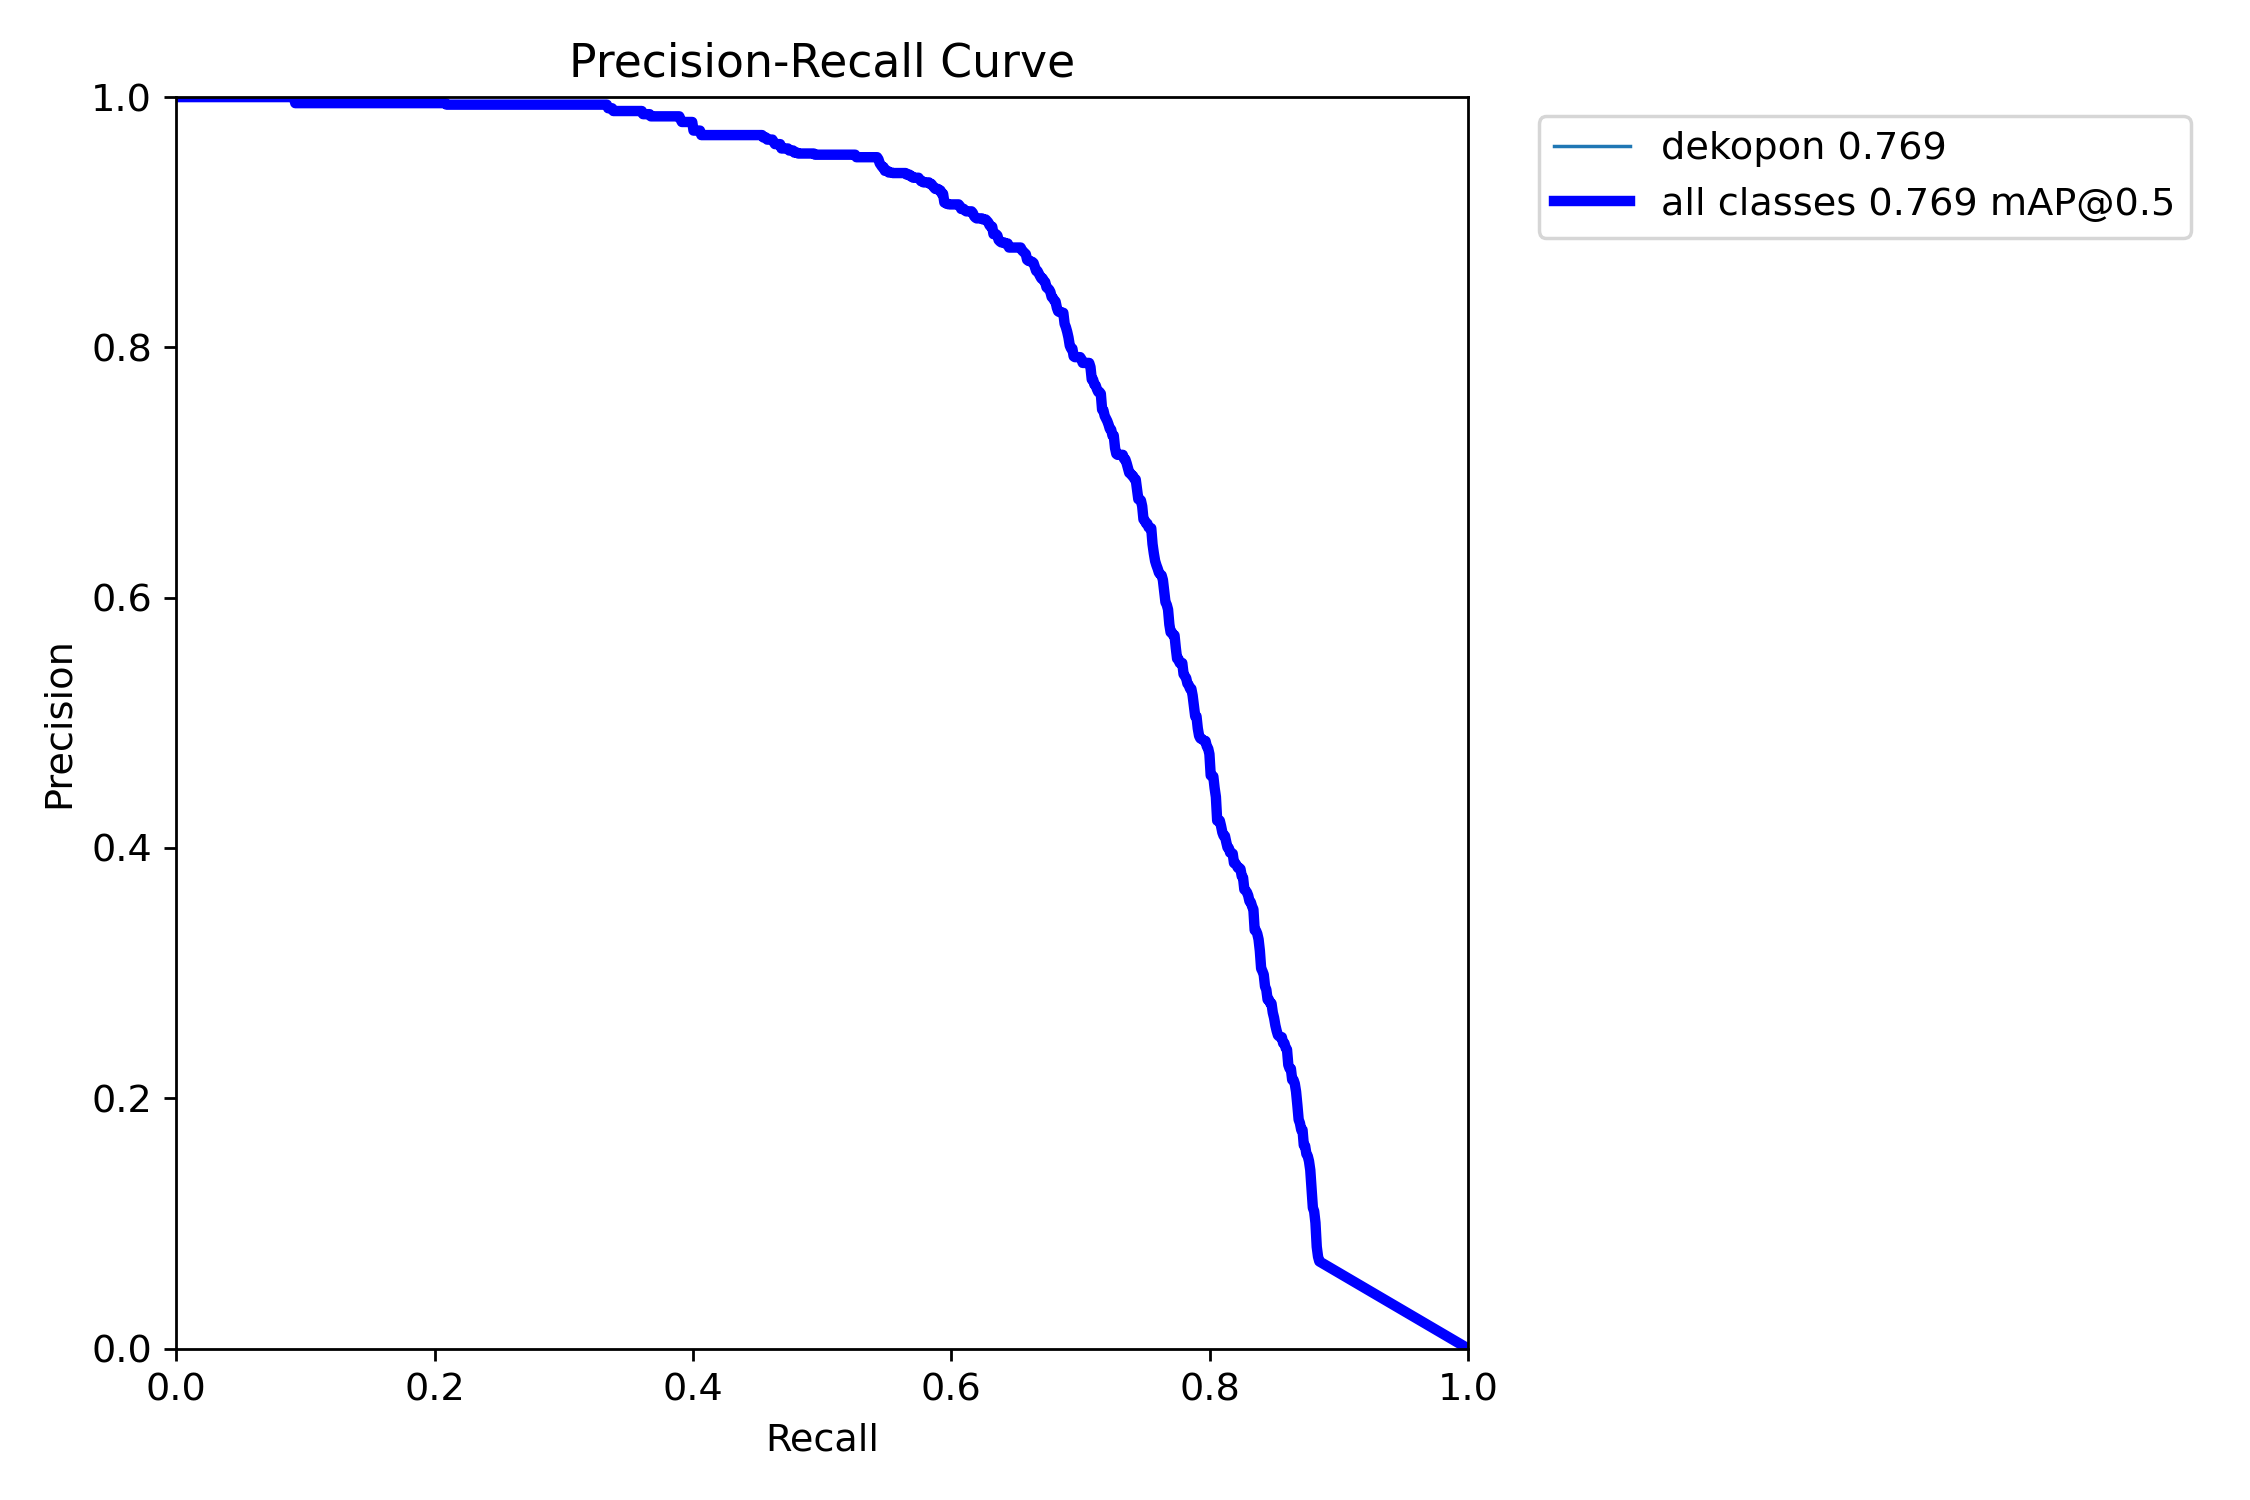 Precision-Recall Curve
1.0
0.8
0.6
0.4
0.2
0.0
Precision
0.0 0.2 0.4 0.6 0.8 1.0
Recall
dekopon 0.769
all classes 0.769 mAP@0.5